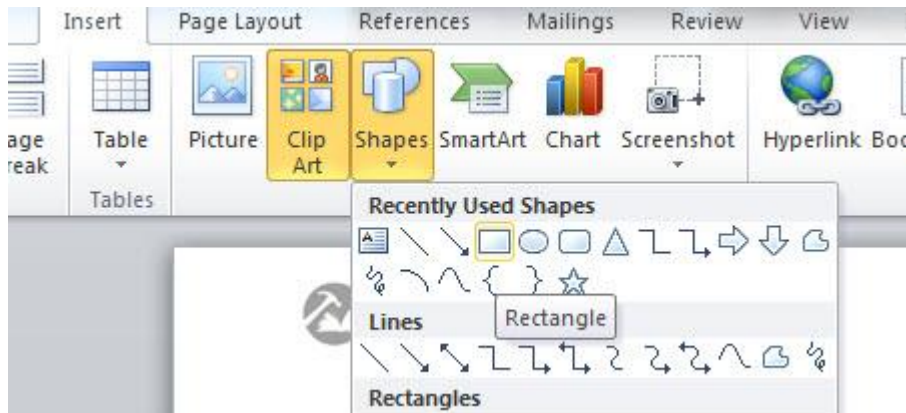 Insert Page Layout References Mailings Review View
age
reak
Table
Picture
Clip
Art
Shapes
SmartArt
Chart
Screenshot
Hyperlink
Boo
Tables
Recently Used Shapes
A
Rectangle
Lines
Rectangles